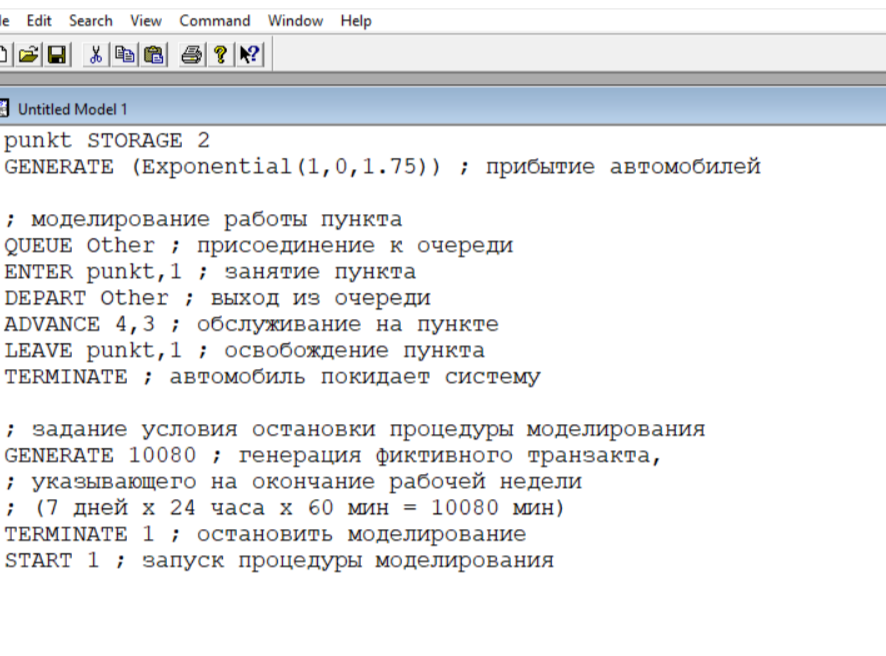 Edit Search View Command Window Help
Untitled Model 1
punkt STORAGE 2
GENERATE (Exponential(1,0,1.75)) ; прибытие автомобилей
; моделирование работы пункта
QUEUE Other ; присоединение к очереди
ENTER punkt,1 ; занятие пункта
DEPART Other ; выход из очереди
ADVANCE 4,3 ; обслуживание на пункте
LEAVE punkt,1 ; освобождение пункта
TERMINATE ; автомобиль покидает систему
; задание условия остановки процедуры моделирования
GENERATE 10080 ; генерация фиктивного транзакта,
; указывающего на окончание рабочей недели
; (7 дней х 24 часа х 60 мин = 10080 мин)
TERMINATE 1 ; остановить моделирование
START 1 ; запуск процедуры моделирования